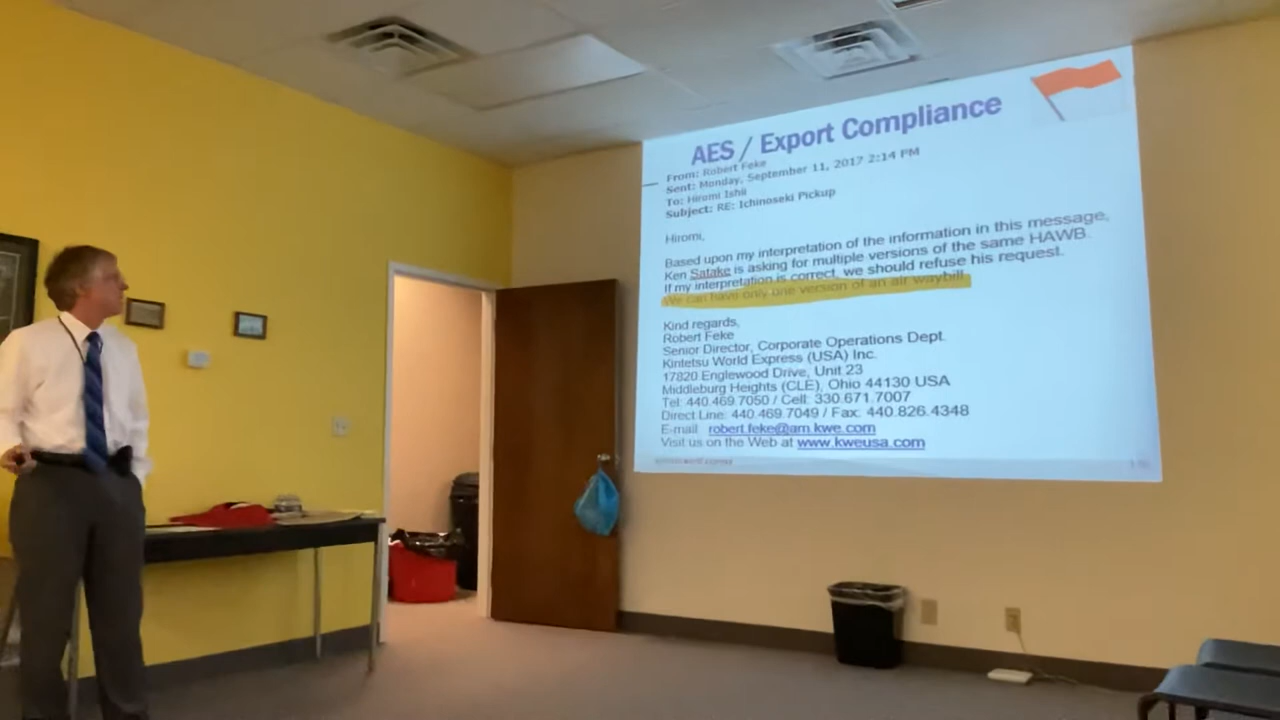 AES / Export Compliance
From: Robert Feke
Sent: Monday, September 11, 2017 2:14 PM
To: Hiromi Ishii
Subject: RE: Ichinoseki Pickup
Hiromi,
Based upon my interpretation of the information in this message,
Ken Satake is asking for multiple versions of the same HAWB.
If my interpretation is correct, we should refuse his request.
We can have only one version of an air waybill.
Kind regards,
Robert Feke
Senior Director, Corporate Operations Dept.
Kintetsu World Express (USA) Inc.
17820 Englewood Drive, Unit 23
Middleburg Heights (CLE), Ohio 44130 USA
Tel: 440.469.7050 / Cell: 330.671.7007
Direct Line: 440.469.7049 / Fax: 440.826.4348
E-mail robert.feke@am.kwe.com
Visit us on the Web at www.kweusa.com